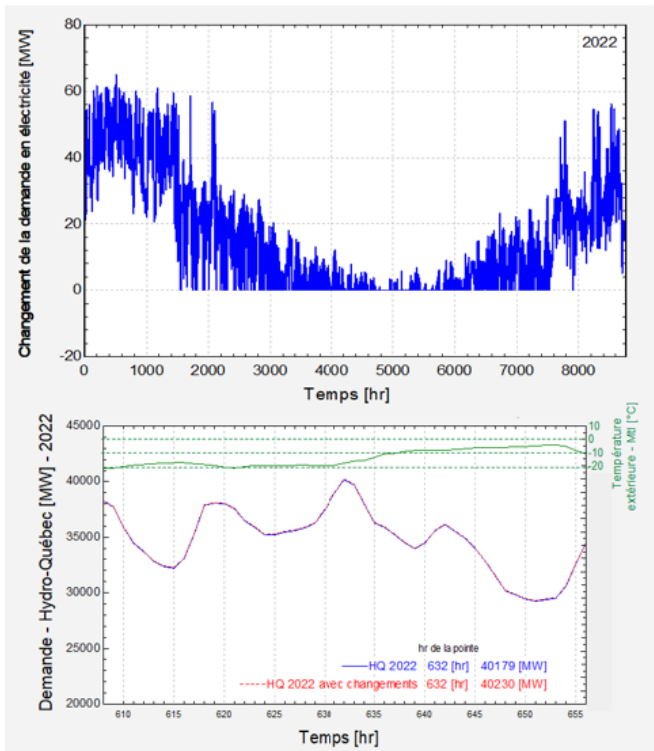 Changement de la demande en électricité [MW]
80
60
40
20
0
-20
2022
0 1000 2000 3000 4000 5000 6000 7000 8000
Temps [hr]
Demande - Hydro-Québec [MW] - 2022
45000
40000
35000
30000
25000
20000
10
0
-10
-20
Température
extérieure - Mtl [°C]
hr de la pointe
HQ 2022 632 [hr] 40179 [MW]
HQ 2022 avec changements 632 [hr] 40230 [MW]
610 615 620 625 631 635 640 645 650 655
Temps [hr]